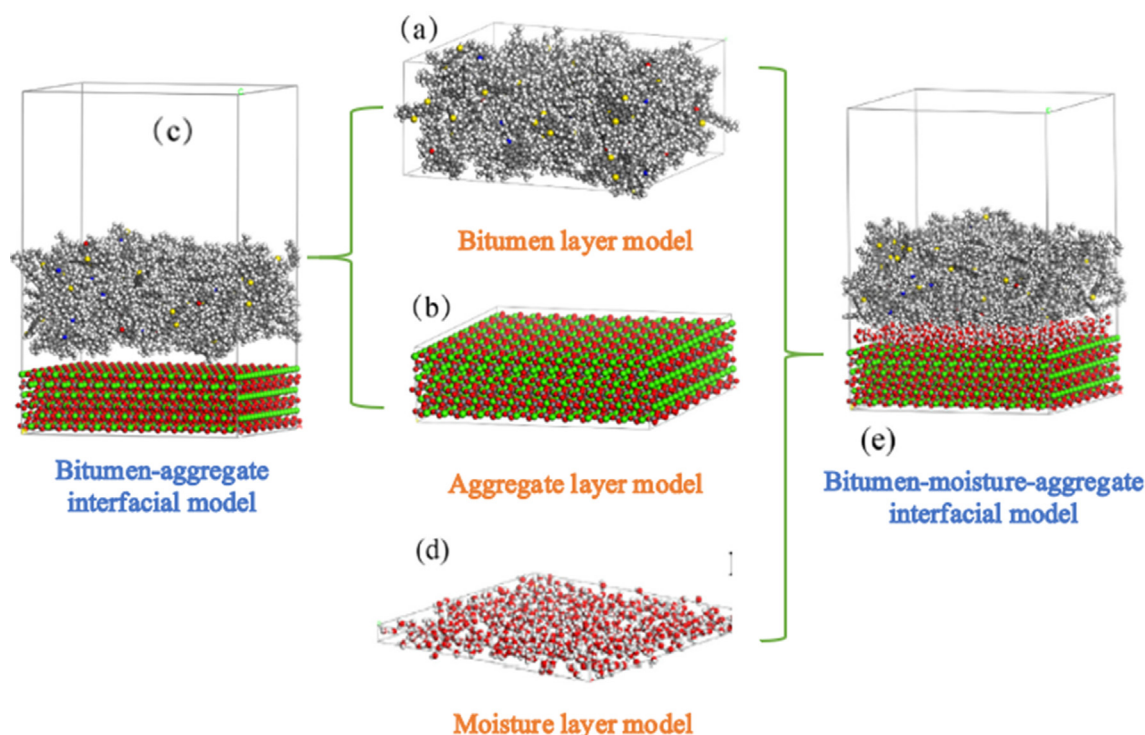 (a)
(c)
Bitumen layer model
(b)
Bitumen-aggregate
interfacial model
Aggregate layer model
(e)
Bitumen-moisture-aggregate
interfacial model
(d)
Moisture layer model